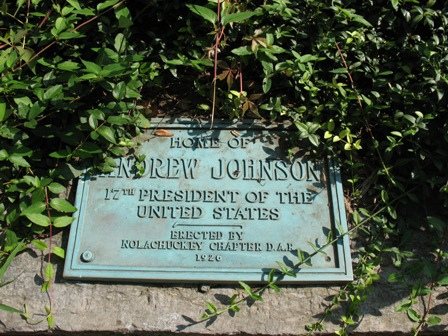 HOME OF
ANDREW JOHNSON
17TH PRESIDENT OF THE
UNITED STATES
ERECTED BY
NOLACHUCKEY CHAPTER D.A.R.
1926